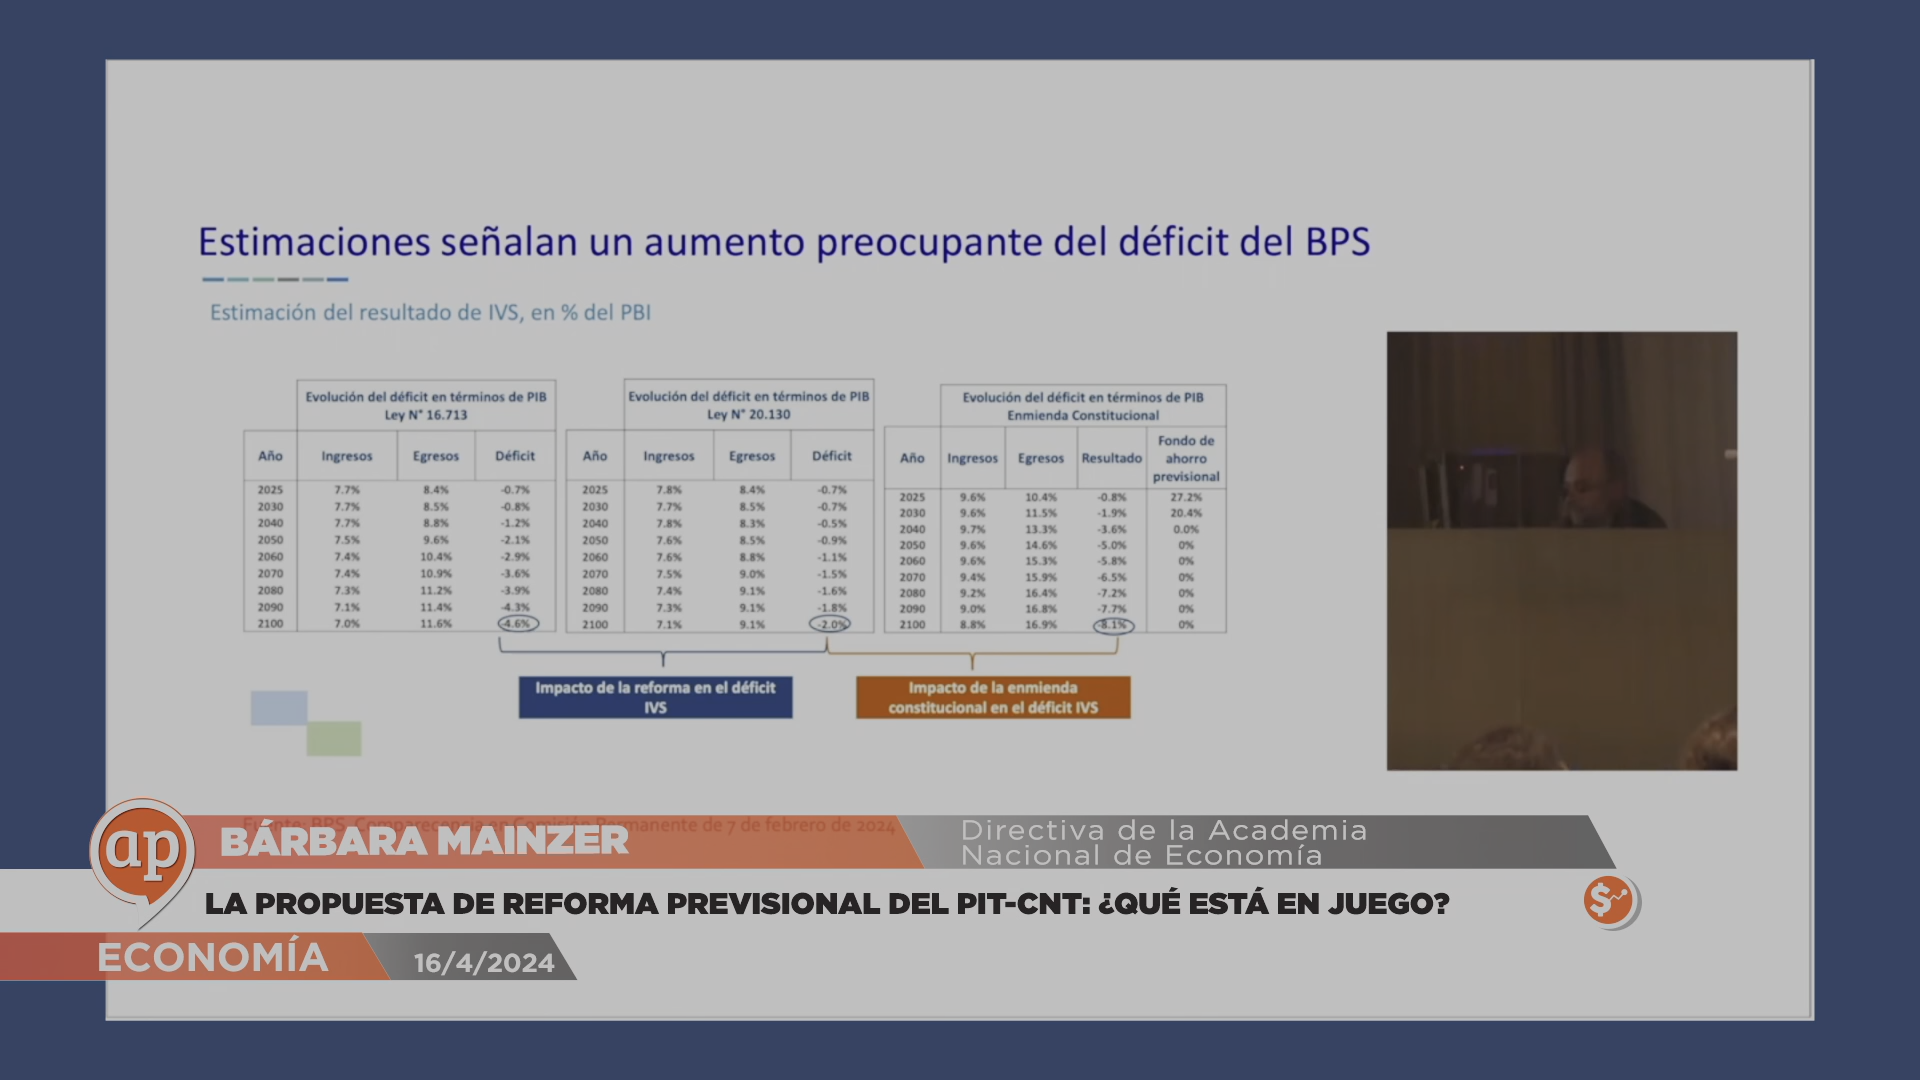 Estimaciones señalan un aumento preocupante del déficit del BPS
Estimación del resultado de IVS, en % del PBI
Evolución del déficit en términos de PIB
Ley N° 16.713
Año Ingresos Egresos Déficit
2025 7.7% 8.4% -0.7%
2030 7.7% 8.5% -0.8%
2040 7.7% 8.8% -1.2%
2050 7.5% 9.6% -2.1%
2060 7.4% 10.4% -2.9%
2070 7.4% 10.9% -3.6%
2080 7.3% 11.2% -3.9%
2090 7.1% 11.4% -4.3%
2100 7.0% 11.6% -4.6%
Evolución del déficit en términos de PIB
Ley N° 20.130
Año Ingresos Egresos Déficit
2025 7.8% 8.4% -0.7%
2030 7.7% 8.5% -0.7%
2040 7.8% 8.3% -0.5%
2050 7.6% 8.5% -0.9%
2060 7.6% 8.8% -1.1%
2070 7.5% 9.0% -1.5%
2080 7.4% 9.1% -1.6%
2090 7.3% 9.1% -1.8%
2100 7.1% 9.1% -2.0%
Evolución del déficit en términos de PIB
Enmienda Constitucional
Año Ingresos Egresos Resultado Fondo de
ahorro
previsional
2025 9.6% 10.4% -0.8% 27.2%
2030 9.6% 11.5% -1.9% 20.4%
2040 9.7% 13.3% -3.6% 0.0%
2050 9.6% 14.6% -5.0% 0%
2060 9.6% 15.3% -5.8% 0%
2070 9.4% 15.9% -6.5% 0%
2080 9.2% 16.4% -7.2% 0%
2090 9.0% 16.8% -7.7% 0%
2100 8.8% 16.9% -8.1% 0%
Impacto de la reforma en el déficit
IVS
Impacto de la enmienda
constitucional en el déficit IVS
Fuente: BPS. Comparecencia en Comisión Permanente de 7 de febrero de 2024
ap
BÁRBARA MAINZER
Directiva de la Academia
Nacional de Economía
LA PROPUESTA DE REFORMA PREVISIONAL DEL PIT-CNT: ¿QUÉ ESTÁ EN JUEGO?
$
ECONOMÍA
16/4/2024